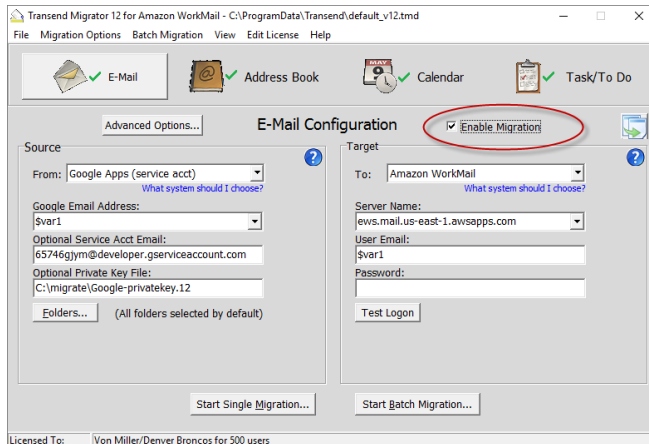 Transend Migrator 12 for Amazon WorkMail - C:\ProgramData\Transend\default_v12.tmd
File Migration Options Batch Migration View Edit License Help
E-Mail Address Book MAY Calendar Task/To Do
Advanced Options... E-Mail Configuration Enable Migration
Source
From: Google Apps (service acct)
What system should I choose?
Google Email Address:
$var1
Optional Service Acct Email:
65746gjym@developer.gserviceaccount.com
Optional Private Key File:
C:\migrate\Google-privatekey.12
Folders... (All folders selected by default)
Target
To: Amazon WorkMail
What system should I choose?
Server Name:
ews.mail.us-east-1.awsapps.com
User Email:
$var1
Password:
Test Logon
Start Single Migration... Start Batch Migration...
Licensed To: Von Miller/Denver Broncos for 500 users